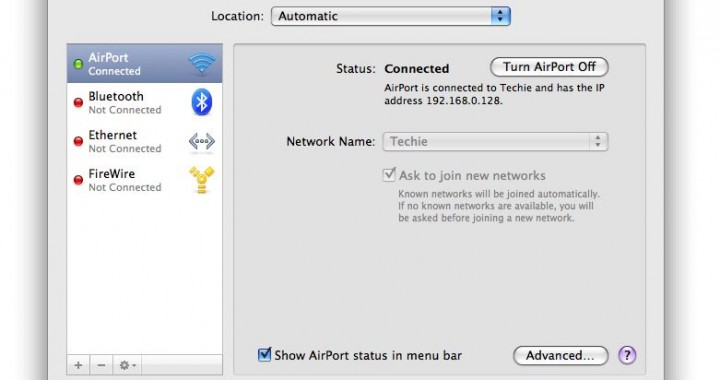 Location: Automatic
AirPort
Connected
Bluetooth
Not Connected
Ethernet
Not Connected
FireWire
Not Connected
Status: Connected
Turn AirPort Off
AirPort is connected to Techie and has the IP
address 192.168.0.128.
Network Name: Techie
Ask to join new networks
Known networks will be joined automatically.
If no known networks are available, you will
be asked before joining a new network.
Show AirPort status in menu bar
Advanced...
?